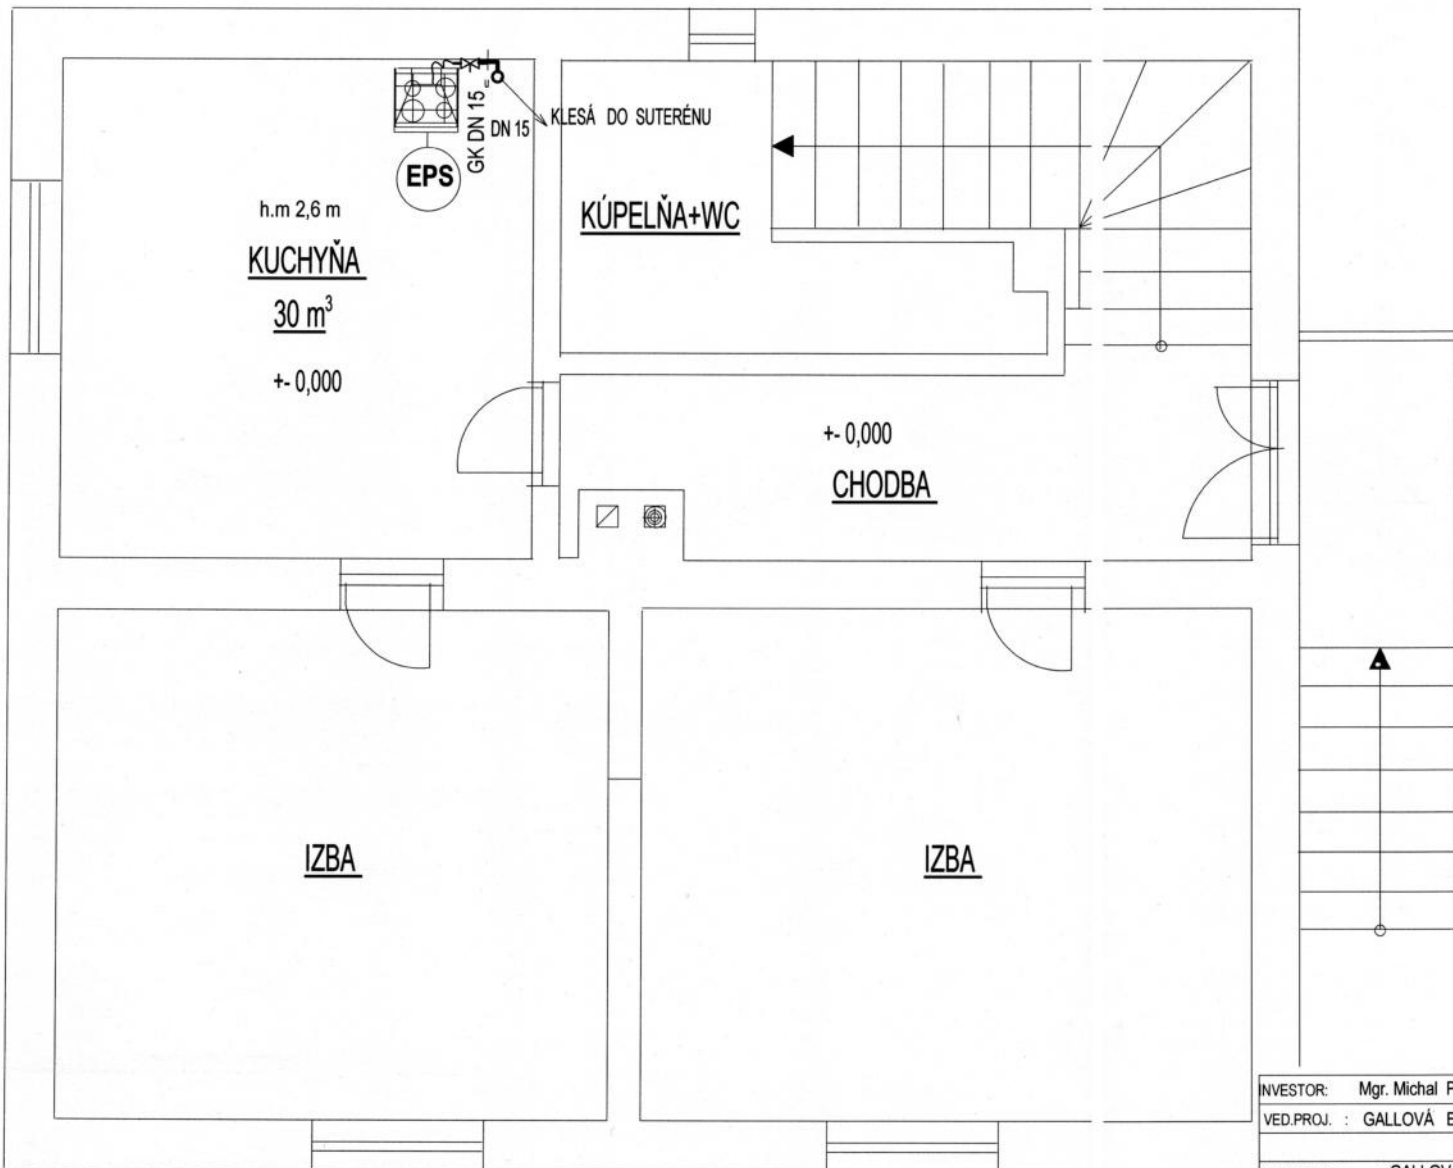 GK DN 15
DN 15
KLESÁ DO SUTERÉNU
EPS
h.m 2,6 m
KUCHYŇA
30 m³
+- 0,000
KÚPELŇA+WC
+- 0,000
CHODBA
IZBA
IZBA
INVESTOR: Mgr. Michal P
VED.PROJ. : GALLOVÁ E